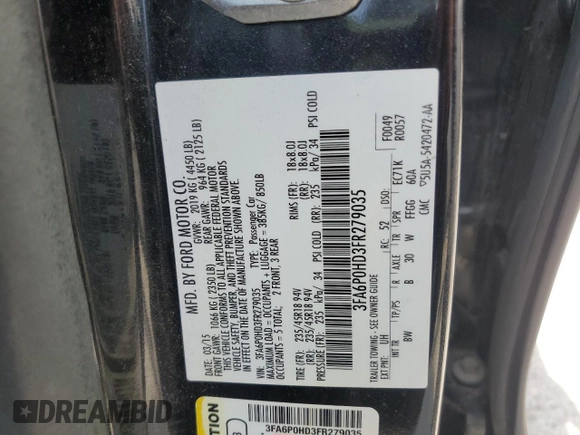 MFD. BY FORD MOTOR CO.
DATE: 03/15 GVWR: 2019 KG (4450 LB)
FRONT GAWR: 1066 KG (2350 LB) REAR GAWR: 964 KG (2125 LB)
THIS VEHICLE CONFORMS TO ALL APPLICABLE FEDERAL MOTOR
VEHICLE SAFETY, BUMPER, AND THEFT PREVENTION STANDARDS
IN EFFECT ON THE DATE OF MANUFACTURE SHOWN ABOVE.
VIN: 3FA6P0HD3FR279035 TYPE: Passenger Car
MAXIMUM LOAD = OCCUPANTS + LUGGAGE = 385KG/ 850LB
OCCUPANTS = 5 TOTAL: 2 FRONT, 3 REAR
TIRE (FR): 235/45R18 94V RIMS (FR): 18x8.0J
(RR): 235/45R18 94V (RR): 18x8.0J
PRESSURE (FR): 235 kPa/ 34 PSI COLD (RR): 235 kPa/ 34 PSI COLD
3FA6P0HD3FR279035
TRAILER TOWING - SEE OWNER GUIDE F0049
R0057
EXT PNT: UH RC: 52 DSO: EC71K
INT TR TP/PS R AXLE TR SPR
BW B 30 W FFGG 60A
CMC 5U5A-5420472-AA
3FA6P0HD3FR279035
DREAMBID